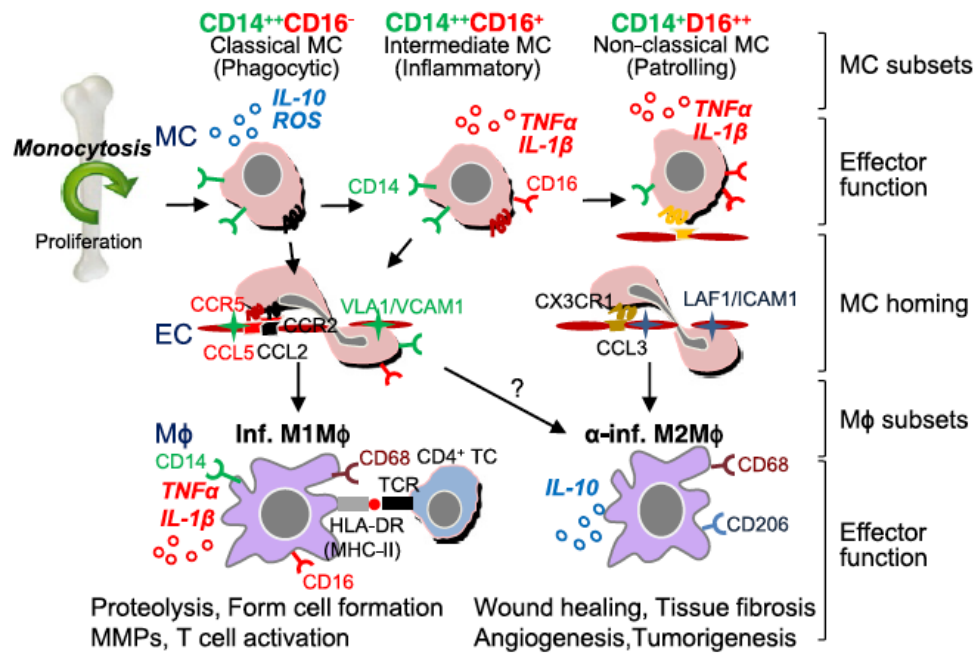 CD14++CD16-
Classical MC
(Phagocytic)
CD14++CD16+
Intermediate MC
(Inflammatory)
CD14+D16++
Non-classical MC
(Patrolling)
MC subsets
IL-10
ROS
MC
TNFα
IL-1β
TNFα
IL-1β
Monocytosis
Proliferation
CD14
CD16
Effector
function
CCR5
CCR2
VLA1/VCAM1
EC
CCL5
CCL2
CX3CR1
LAF1/ICAM1
CCL3
MC homing
?
Mϕ
Inf. M1Mϕ
α-inf. M2Mϕ
Mϕ subsets
CD14
TNFα
IL-1β
CD68
CD4+ TC
TCR
HLA-DR
(MHC-II)
CD16
IL-10
CD68
CD206
Effector
function
Proteolysis, Form cell formation
MMPs, T cell activation
Wound healing, Tissue fibrosis
Angiogenesis,Tumorigenesis